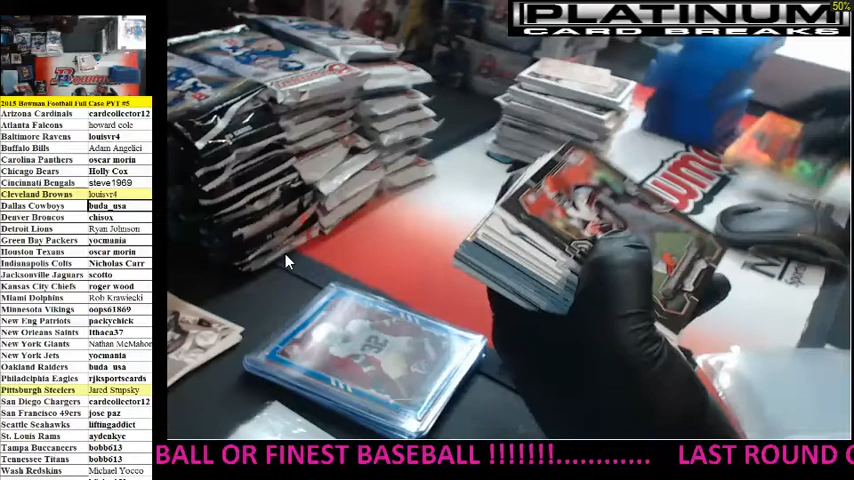 PLATINUM
CARD BREAKS
50%
2015 Bowman Football Full Case PYT #5
Arizona Cardinals cardcollector12
Atlanta Falcons howard cole
Baltimore Ravens louisvr4
Buffalo Bills Adam Angelici
Carolina Panthers oscar morin
Chicago Bears Holly Cox
Cincinnati Bengals steve1969
Cleveland Browns louisvr4
Dallas Cowboys buda_usa
Denver Broncos chisox
Detroit Lions Ryan Johnson
Green Bay Packers yocmania
Houston Texans oscar morin
Indianapolis Colts Nicholas Carr
Jacksonville Jaguars scotto
Kansas City Chiefs roger wood
Miami Dolphins Rob Krawiecki
Minnesota Vikings oops61869
New Eng Patriots packychick
New Orleans Saints Ithaca37
New York Giants Nathan McMahon
New York Jets yocmania
Oakland Raiders buda_usa
Philadelphia Eagles rjksportscards
Pittsburgh Steelers Jared Stupsky
San Diego Chargers cardcollector12
San Francisco 49ers jose paz
Seattle Seahawks liftingaddict
St. Louis Rams aydenkye
Tampa Buccaneers bobb613
Tennessee Titans bobb613
Wash Redskins Michael Yocco
BALL OR FINEST BASEBALL !!!!!!!............ LAST ROUND